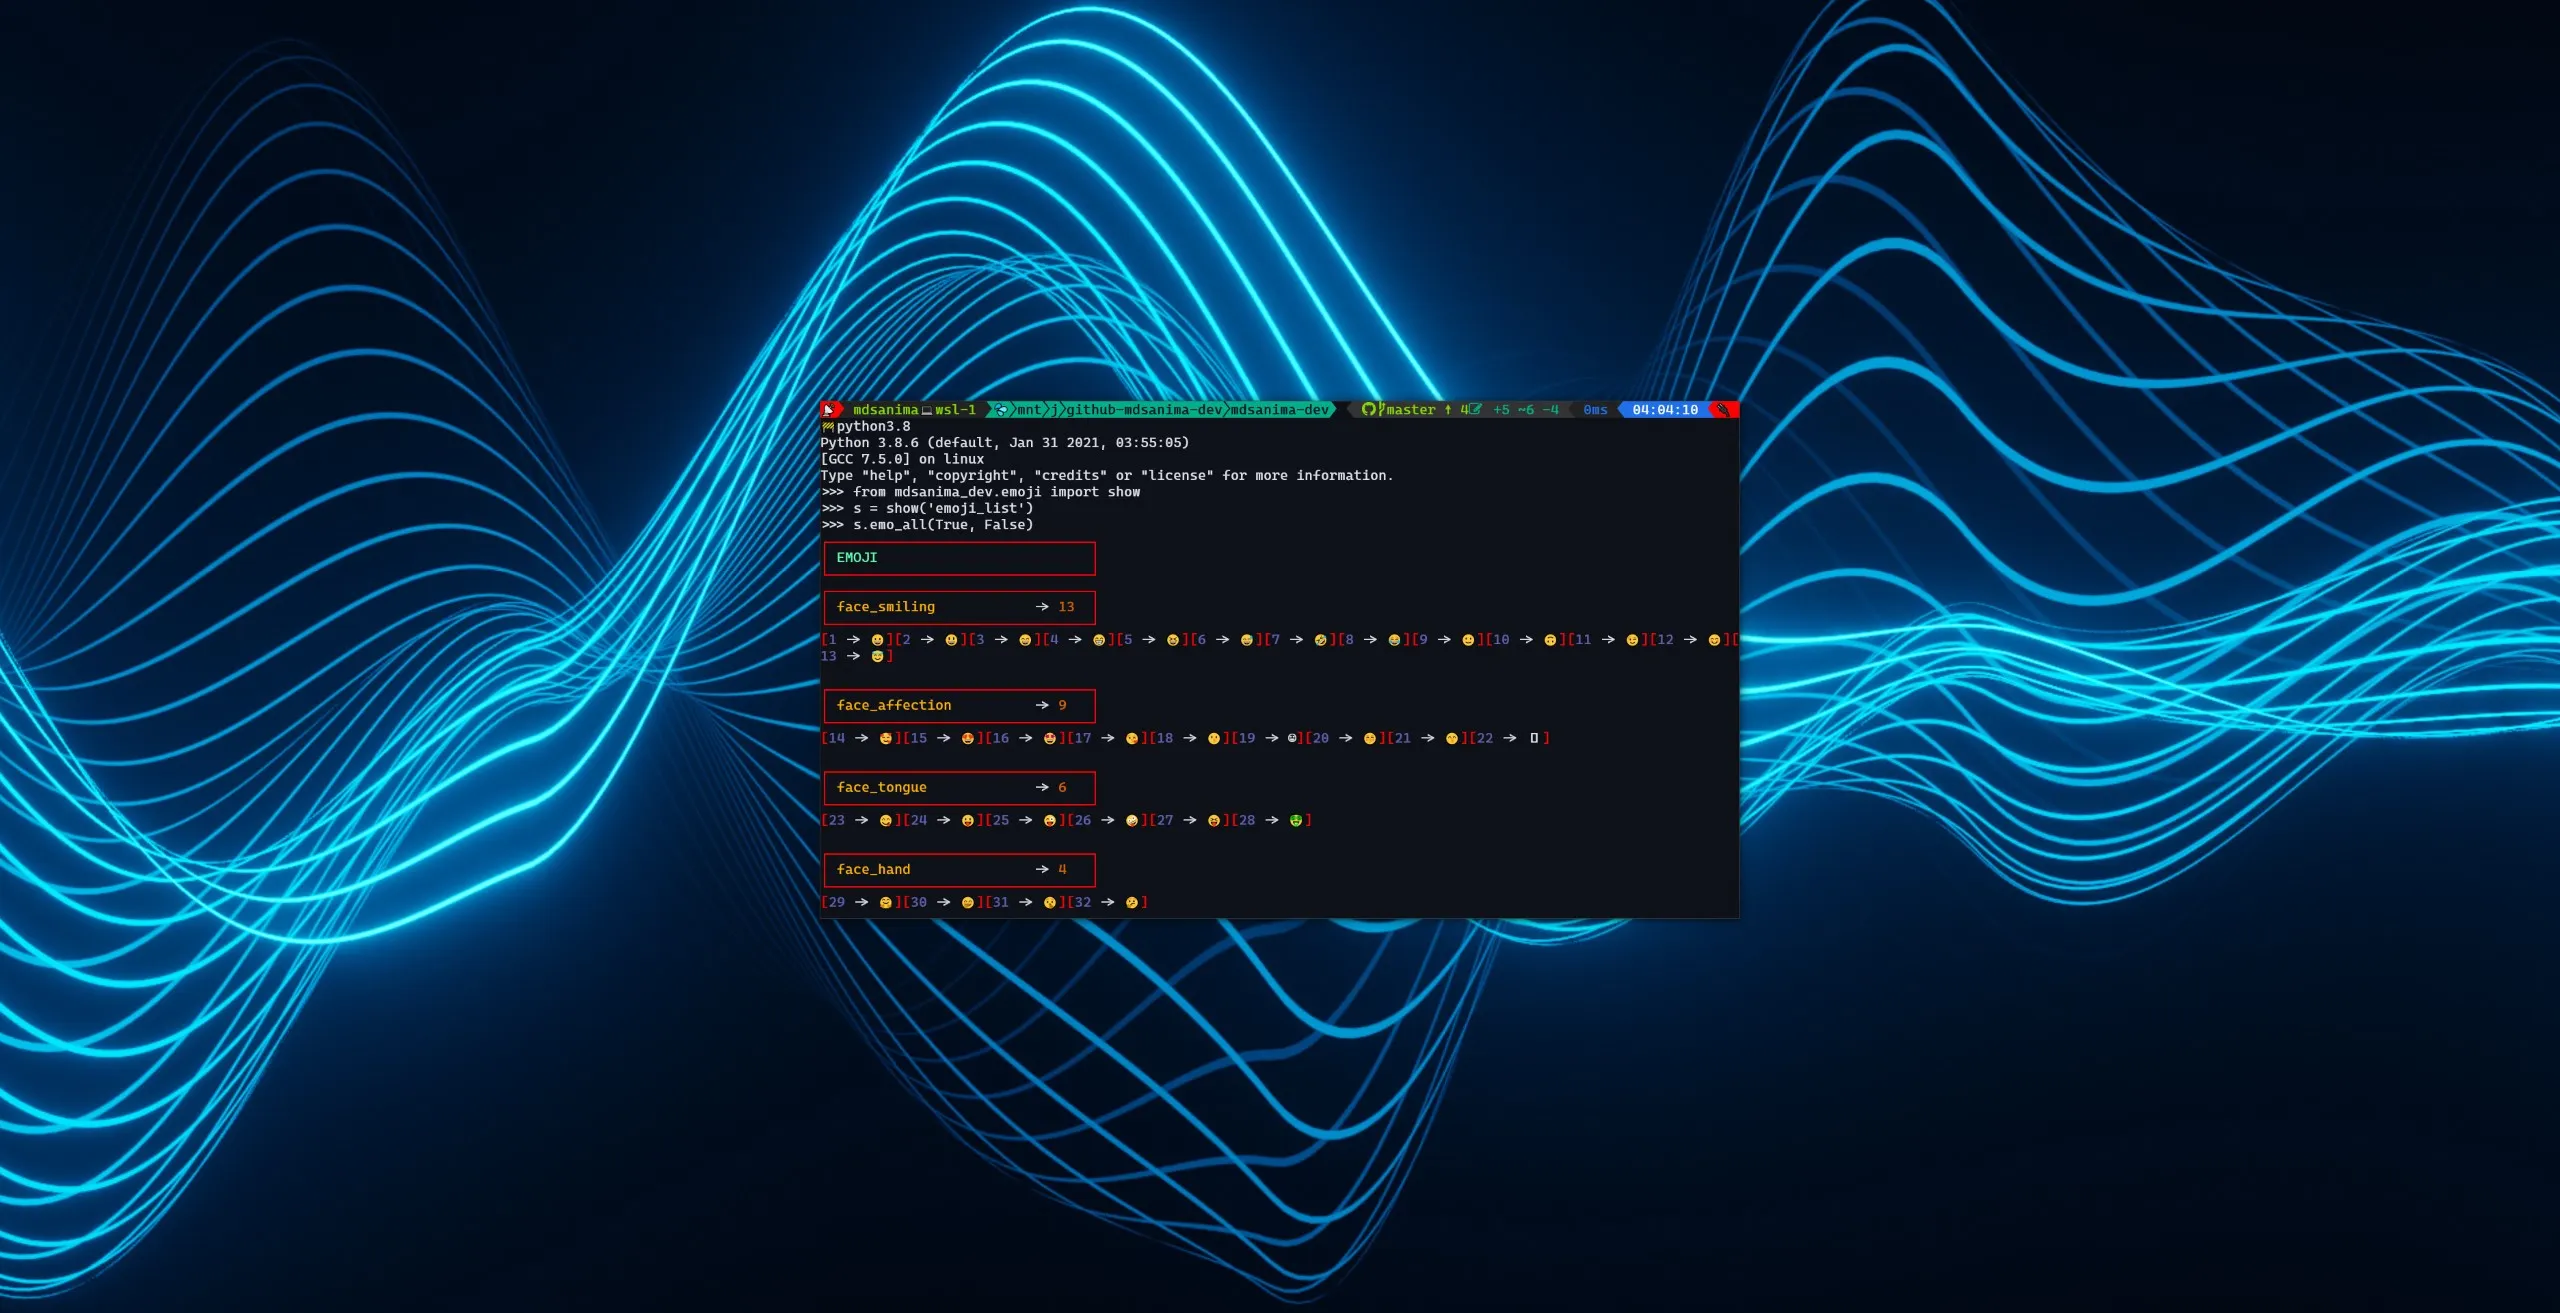 mdsanima wsl-1 mnt j github-mdsanima-dev mdsanima-dev master ↑ 4 +5 ~6 -4 0ms 04:04:10
python3.8
Python 3.8.6 (default, Jan 31 2021, 03:55:05)
[GCC 7.5.0] on linux
Type "help", "copyright", "credits" or "license" for more information.
>>> from mdsanima_dev.emoji import show
>>> s = show('emoji_list')
>>> s.emo_all(True, False)
EMOJI
face_smiling → 13
[1 → 😀][2 → 😃][3 → 😄][4 → 😁][5 → 😆][6 → 😅][7 → 🤣][8 → 😂][9 → 🙂][10 → 🙃][11 → 😉][12 → 😊][
13 → 😇]
face_affection → 9
[14 → 🥰][15 → 😍][16 → 🤩][17 → 😘][18 → 😗][19 → ☺][20 → 😚][21 → 😙][22 → ]
face_tongue → 6
[23 → 😋][24 → 😛][25 → 😜][26 → 🤪][27 → 😝][28 → 🤑]
face_hand → 4
[29 → 🤗][30 → 🤭][31 → 🤫][32 → 🤔]